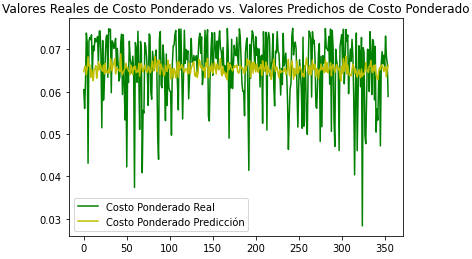 Valores Reales de Costo Ponderado vs. Valores Predichos de Costo Ponderado
0.07
0.06
0.05
0.04
0.03
Costo Ponderado Real
Costo Ponderado Predicción
0 50 100 150 200 250 300 350